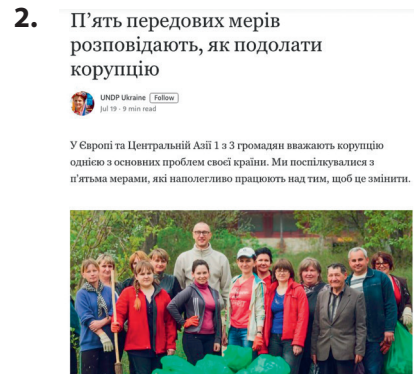 2.
П’ять передових мерів
розповідають, як подолати
корупцію
UNDP Ukraine Follow
Jul 19 · 9 min read
У Європі та Центральній Азії 1 з 3 громадян вважають корупцію
однією з основних проблем своєї країни. Ми поспілкувалися з
п’ятьма мерами, які наполегливо працюють над тим, щоб це змінити.